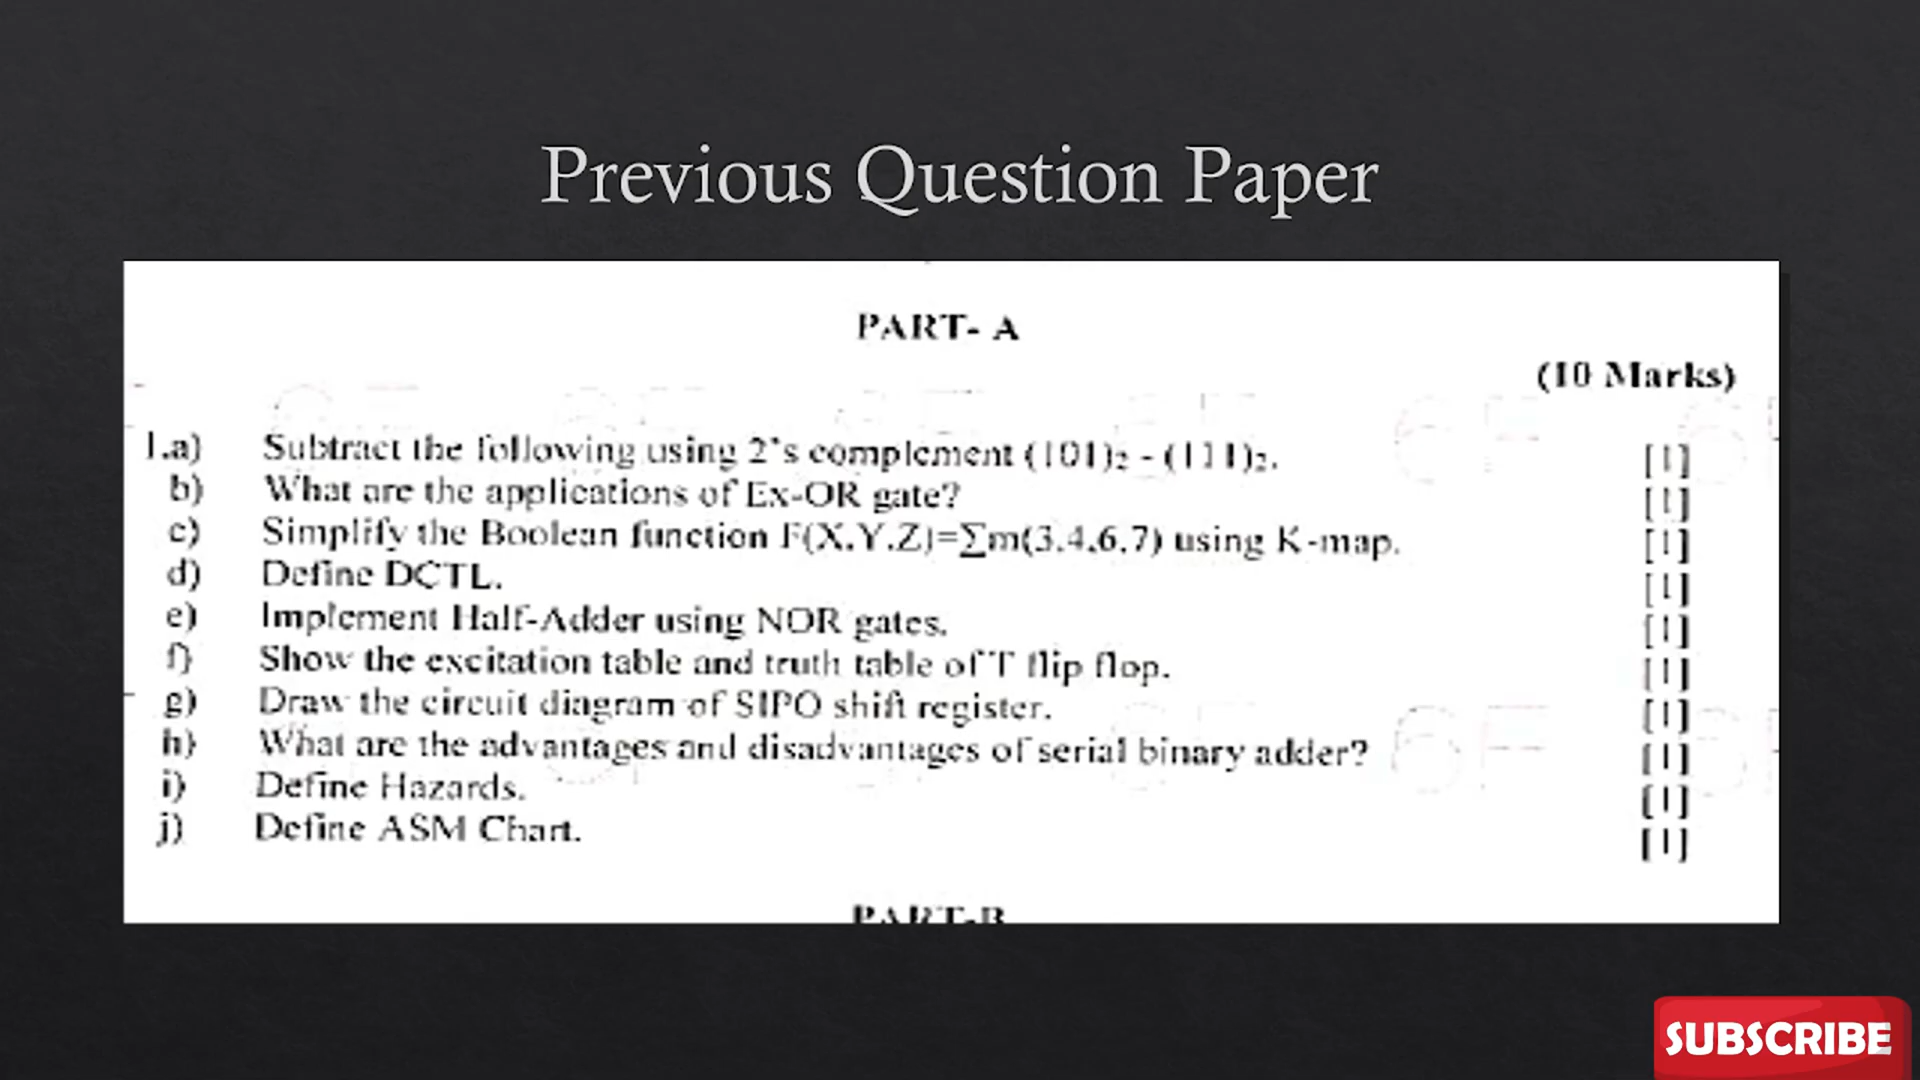 Previous Question Paper
PART- A
(10 Marks)
1.a) Subtract the following using 2's complement (101)₂ - (111)₂. [1]
b) What are the applications of Ex-OR gate? [1]
c) Simplify the Boolean function F(X,Y,Z)=∑m(3,4,6,7) using K-map. [1]
d) Define DCTL. [1]
e) Implement Half-Adder using NOR gates. [1]
f) Show the excitation table and truth table of T flip flop. [1]
g) Draw the circuit diagram of SIPO shift register. [1]
h) What are the advantages and disadvantages of serial binary adder? [1]
i) Define Hazards. [1]
j) Define ASM Chart. [1]
PART-B
SUBSCRIBE